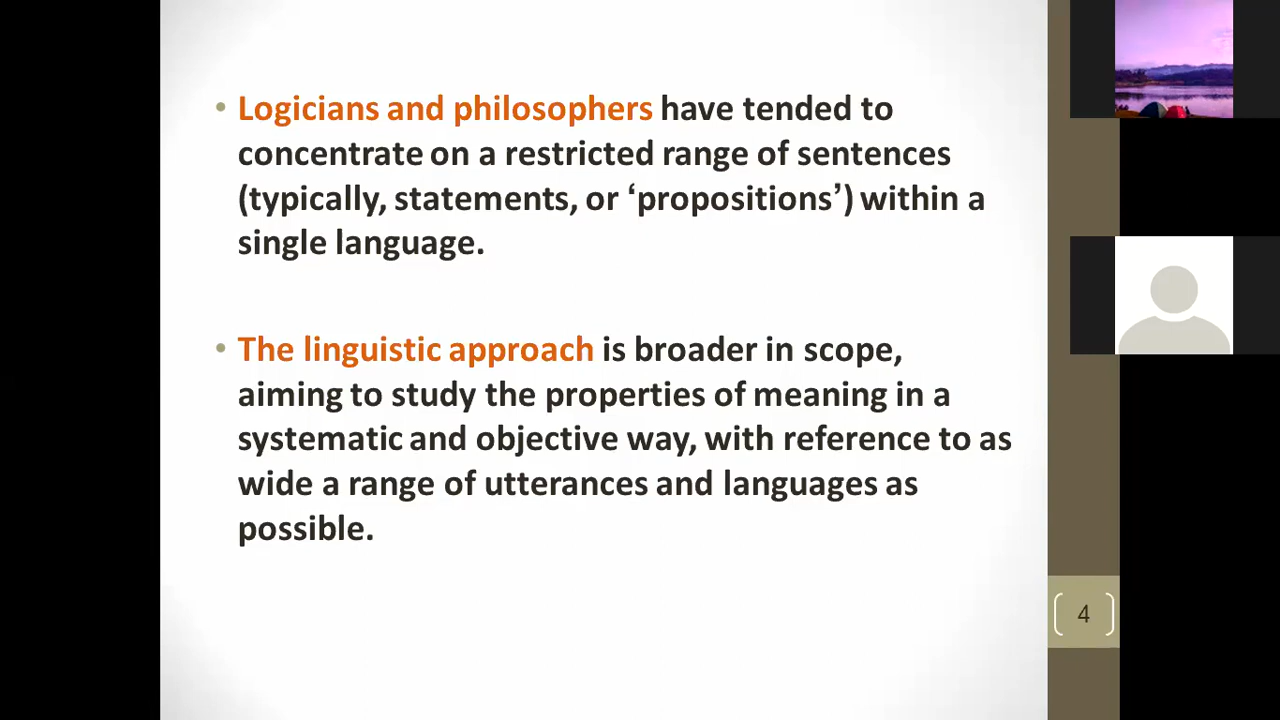 • Logicians and philosophers have tended to
concentrate on a restricted range of sentences
(typically, statements, or ‘propositions’) within a
single language.
• The linguistic approach is broader in scope,
aiming to study the properties of meaning in a
systematic and objective way, with reference to as
wide a range of utterances and languages as
possible.
4